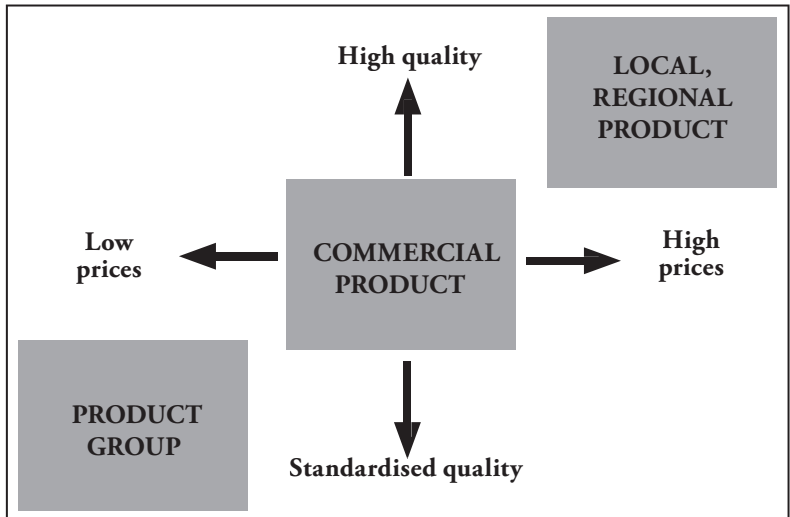 High quality
LOCAL,
REGIONAL
PRODUCT
Low
prices
COMMERCIAL
PRODUCT
High
prices
PRODUCT
GROUP
Standardised quality